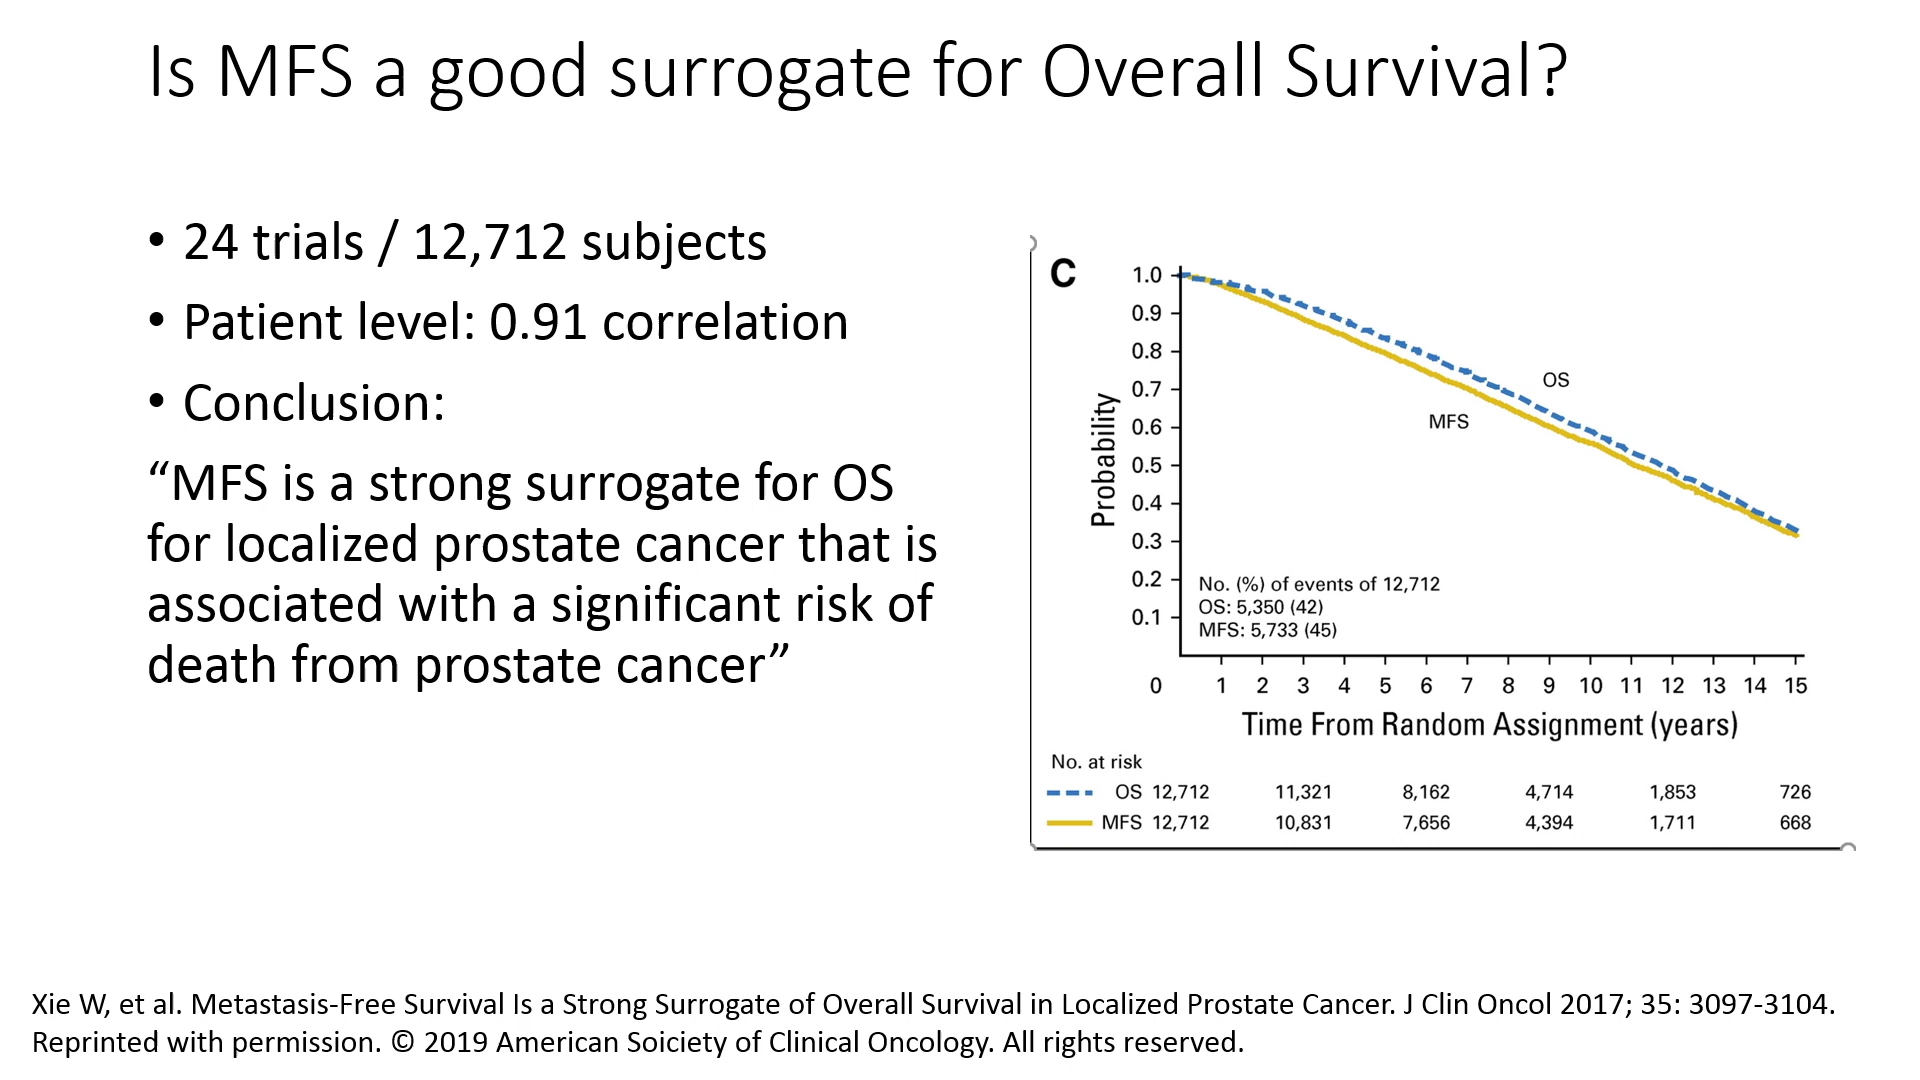 Is MFS a good surrogate for Overall Survival?
• 24 trials / 12,712 subjects
• Patient level: 0.91 correlation
• Conclusion:
“MFS is a strong surrogate for OS
for localized prostate cancer that is
associated with a significant risk of
death from prostate cancer”
C
Probability
1.0
0.9
0.8
0.7
0.6
0.5
0.4
0.3
0.2
0.1
OS
MFS
No. (%) of events of 12,712
OS: 5,350 (42)
MFS: 5,733 (45)
0 1 2 3 4 5 6 7 8 9 10 11 12 13 14 15
Time From Random Assignment (years)
No. at risk
OS 12,712 11,321 8,162 4,714 1,853 726
MFS 12,712 10,831 7,656 4,394 1,711 668
Xie W, et al. Metastasis-Free Survival Is a Strong Surrogate of Overall Survival in Localized Prostate Cancer. J Clin Oncol 2017; 35: 3097-3104.
Reprinted with permission. © 2019 American Soiciety of Clinical Oncology. All rights reserved.